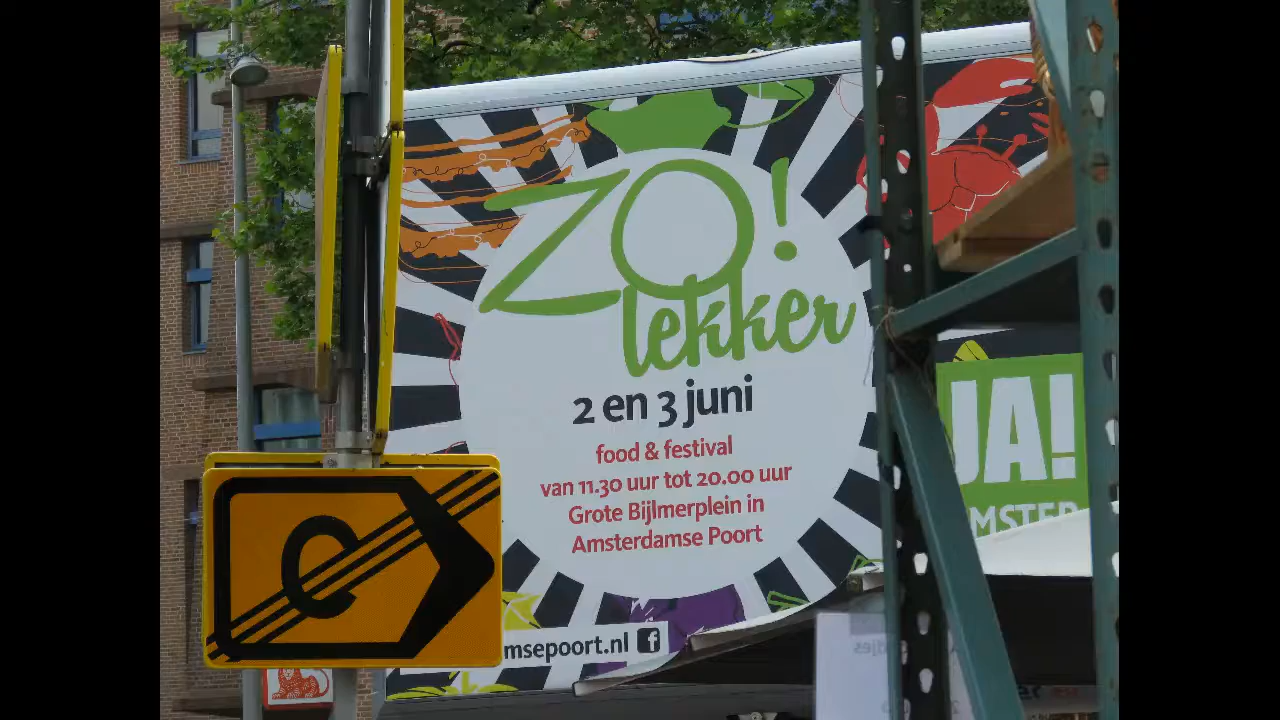 ZO!
lekker
2 en 3 juni
food & festival
van 11.30 uur tot 20.00 uur
Grote Bijlmerplein in
Amsterdamse Poort
msepoort.nl f
JA!
MSTER
C